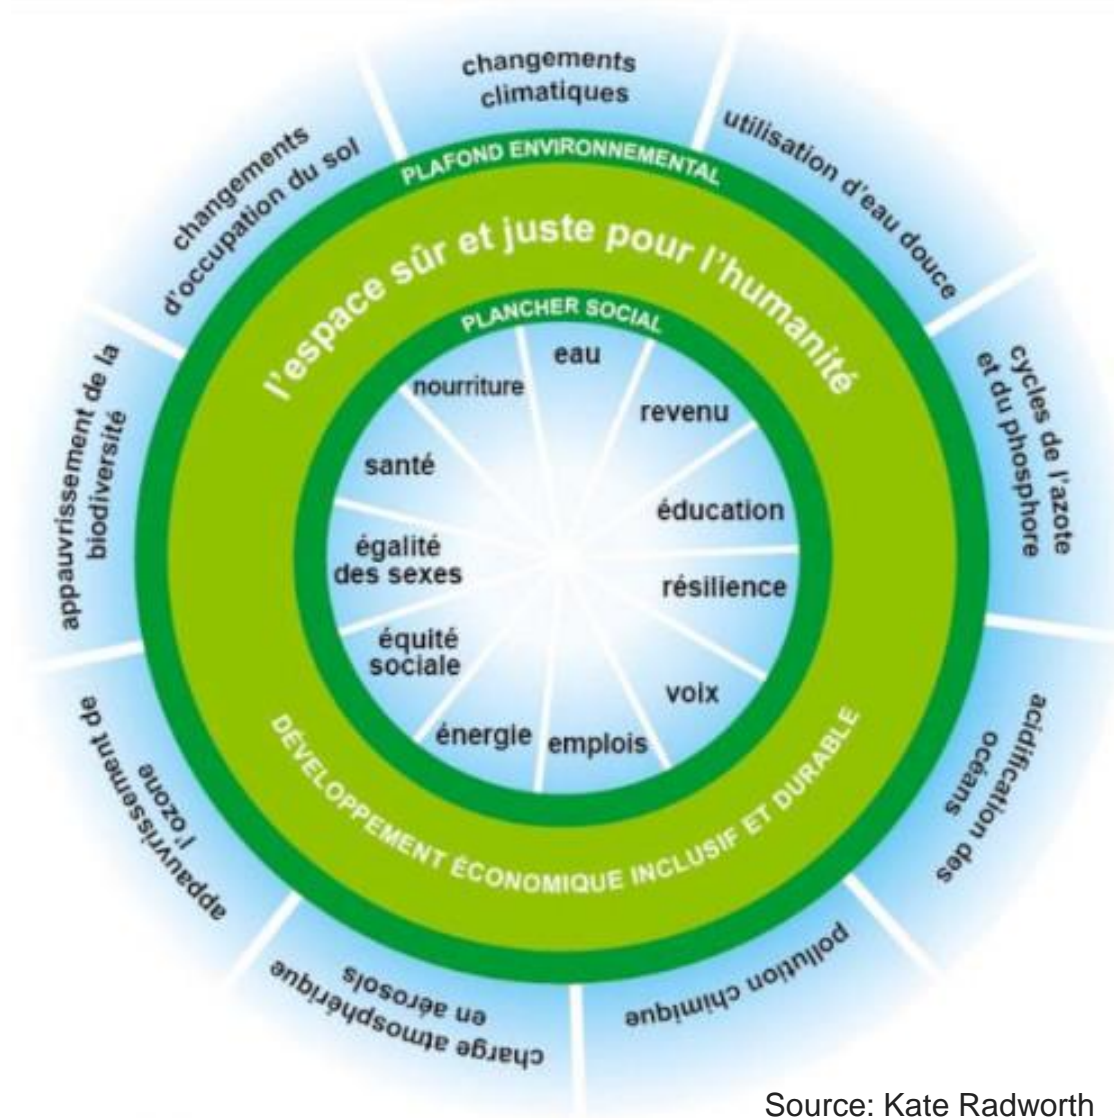 changements
climatiques
utilisation d'eau douce
cycles de l'azote
et du phosphore
acidification des
océans
pollution chimique
charge atmosphérique
en aérosols
appauvrissement de
l'ozone
appauvrissement de la
biodiversité
changements
d'occupation du sol
PLAFOND ENVIRONNEMENTAL
l'espace sûr et juste pour l'humanité
PLANCHER SOCIAL
eau
revenu
éducation
résilience
voix
emplois
énergie
équité
sociale
égalité
des sexes
santé
nourriture
DÉVELOPPEMENT ÉCONOMIQUE INCLUSIF ET DURABLE
Source: Kate Radworth